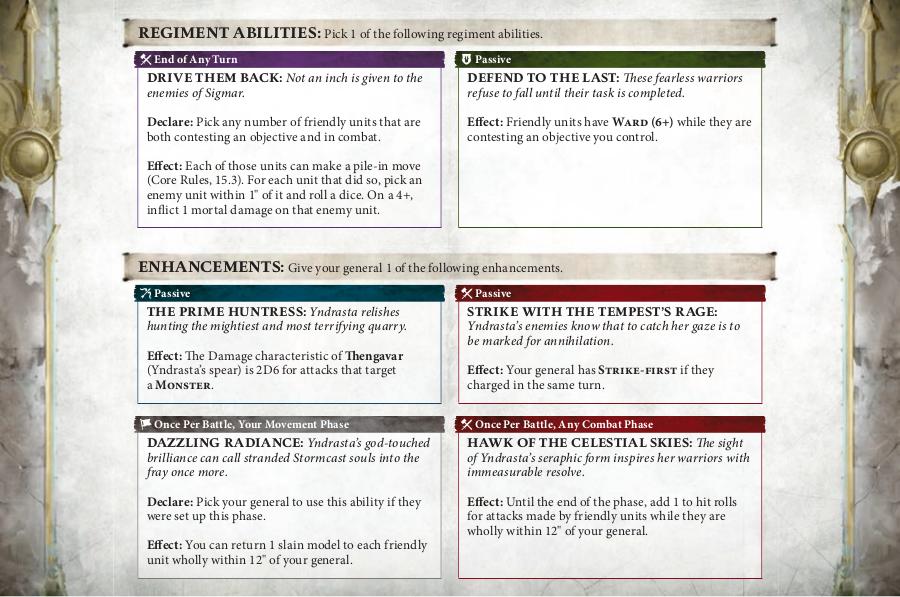 REGIMENT ABILITIES: Pick 1 of the following regiment abilities.
End of Any Turn
DRIVE THEM BACK: Not an inch is given to the
enemies of Sigmar.
Declare: Pick any number of friendly units that are
both contesting an objective and in combat.
Effect: Each of those units can make a pile-in move
(Core Rules, 15.3). For each unit that did so, pick an
enemy unit within 1" of it and roll a dice. On a 4+,
inflict 1 mortal damage on that enemy unit.
Passive
DEFEND TO THE LAST: These fearless warriors
refuse to fall until their task is completed.
Effect: Friendly units have WARD (6+) while they are
contesting an objective you control.
ENHANCEMENTS: Give your general 1 of the following enhancements.
Passive
THE PRIME HUNTRESS: Yndrasta relishes
hunting the mightiest and most terrifying quarry.
Effect: The Damage characteristic of Thengavar
(Yndrasta's spear) is 2D6 for attacks that target
a MONSTER.
Passive
STRIKE WITH THE TEMPEST'S RAGE:
Yndrasta's enemies know that to catch her gaze is to
be marked for annihilation.
Effect: Your general has STRIKE-FIRST if they
charged in the same turn.
Once Per Battle, Your Movement Phase
DAZZLING RADIANCE: Yndrasta's god-touched
brilliance can call stranded Stormcast souls into the
fray once more.
Declare: Pick your general to use this ability if they
were set up this phase.
Effect: You can return 1 slain model to each friendly
unit wholly within 12" of your general.
Once Per Battle, Any Combat Phase
HAWK OF THE CELESTIAL SKIES: The sight
of Yndrasta's seraphic form inspires her warriors with
immeasurable resolve.
Effect: Until the end of the phase, add 1 to hit rolls
for attacks made by friendly units while they are
wholly within 12" of your general.